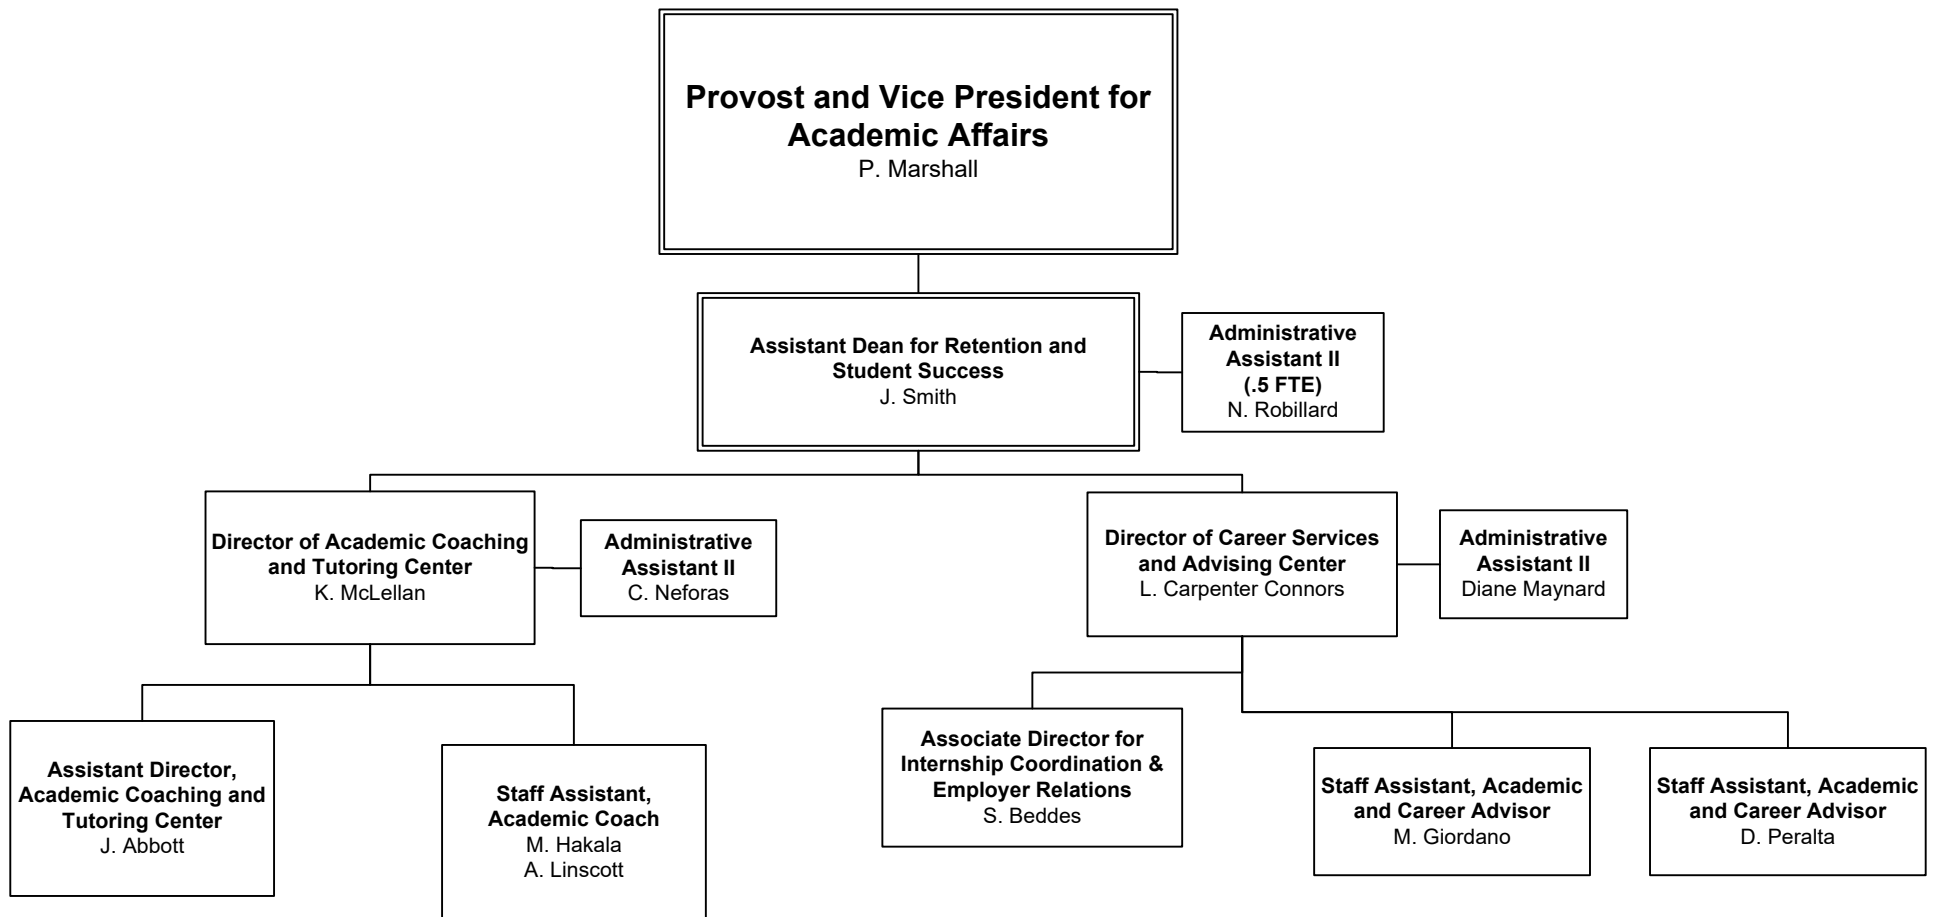 Provost and Vice President for
Academic Affairs
P. Marshall
Assistant Dean for Retention and
Student Success
J. Smith
Administrative
Assistant II
(.5 FTE)
N. Robillard
Director of Academic Coaching
and Tutoring Center
K. McLellan
Administrative
Assistant II
C. Neforas
Director of Career Services
and Advising Center
L. Carpenter Connors
Administrative
Assistant II
Diane Maynard
Assistant Director,
Academic Coaching and
Tutoring Center
J. Abbott
Staff Assistant,
Academic Coach
M. Hakala
A. Linscott
Associate Director for
Internship Coordination &
Employer Relations
S. Beddes
Staff Assistant, Academic
and Career Advisor
M. Giordano
Staff Assistant, Academic
and Career Advisor
D. Peralta